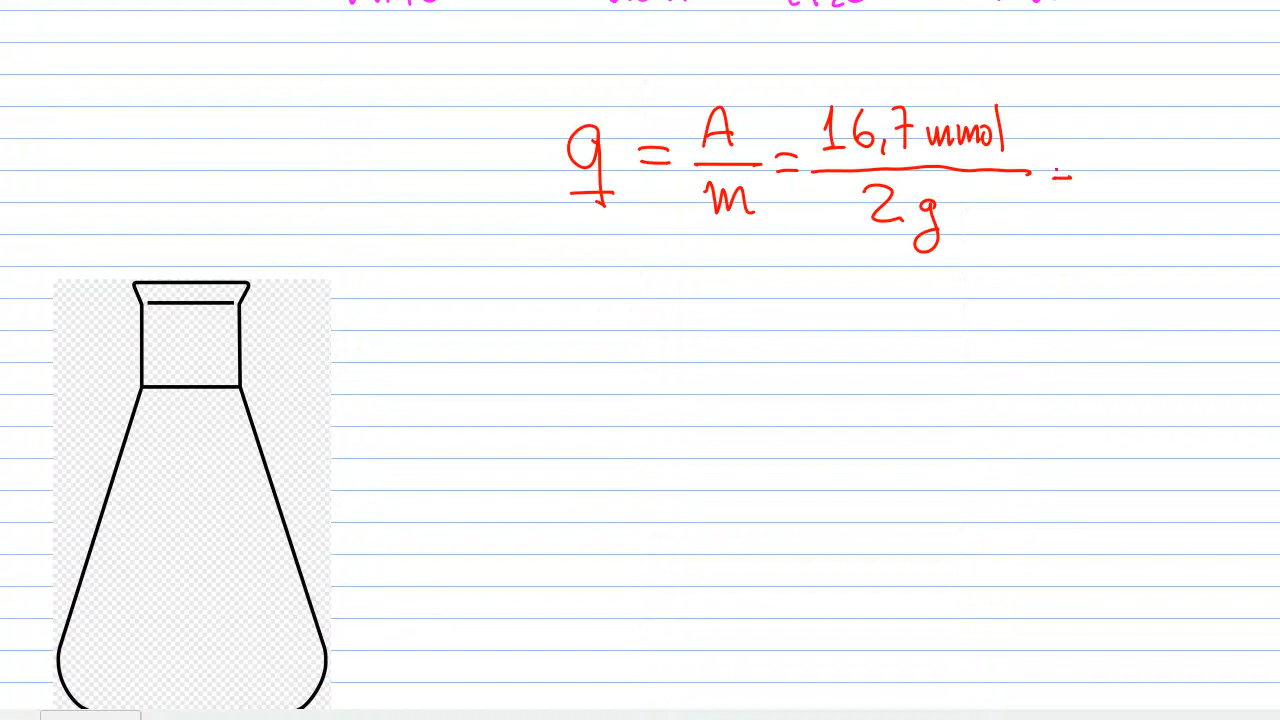 q = A/m = 16,7 mmol / 2 g =